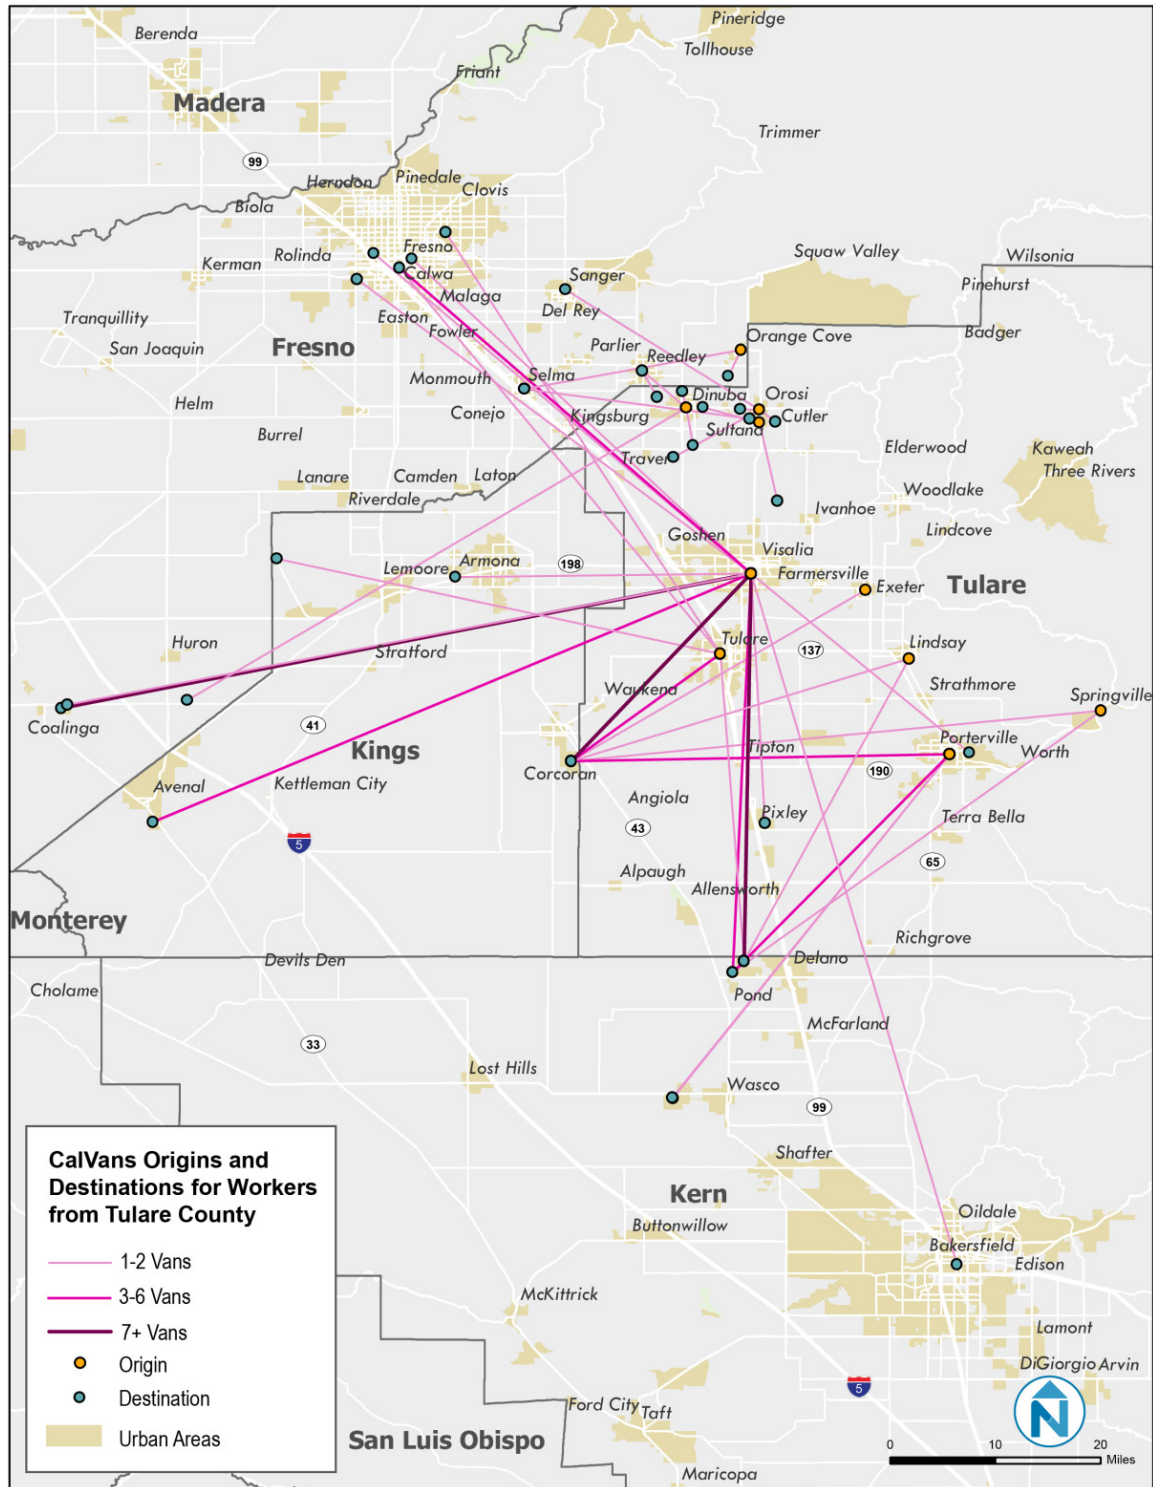 Pineridge
Berenda
Tollhouse
Friant
Madera
Trimmer
99
Herndon
Pinedale
Clovis
Biola
Fresno
Rolinda
Squaw Valley
Wilsonia
Kerman
Calwa
Sanger
Pinehurst
Malaga
Del Rey
Tranquillity
Easton
Fowler
Badger
Orange Cove
San Joaquin
Fresno
Parlier
Reedley
Monmouth
Selma
Dinuba
Orosi
Helm
Conejo
Kingsburg
Cutler
Sultana
Burrel
Elderwood
Kaweah
Traver
Three Rivers
Lanare
Camden
Laton
Woodlake
Riverdale
Ivanhoe
Lindcove
Goshen
Visalia
198
Armona
Lemoore
Farmersville
Exeter
Tulare
Huron
Tulare
137
Lindsay
Stratford
Strathmore
Waukena
Springville
Coalinga
41
Kings
Tipton
Porterville
Worth
Corcoran
190
Avenal
Kettleman City
Angiola
Pixley
Terra Bella
43
5
65
Alpaugh
Allensworth
Monterey
Richgrove
Devils Den
Delano
Cholame
Pond
McFarland
33
Lost Hills
Wasco
99
Shafter
Kern
Oildale
Buttonwillow
Bakersfield
Edison
McKittrick
Lamont
DiGiorgio
Arvin
5
Ford City
Taft
San Luis Obispo
Maricopa
CalVans Origins and
Destinations for Workers
from Tulare County
1-2 Vans
3-6 Vans
7+ Vans
Origin
Destination
Urban Areas
N
0 10 20
Miles